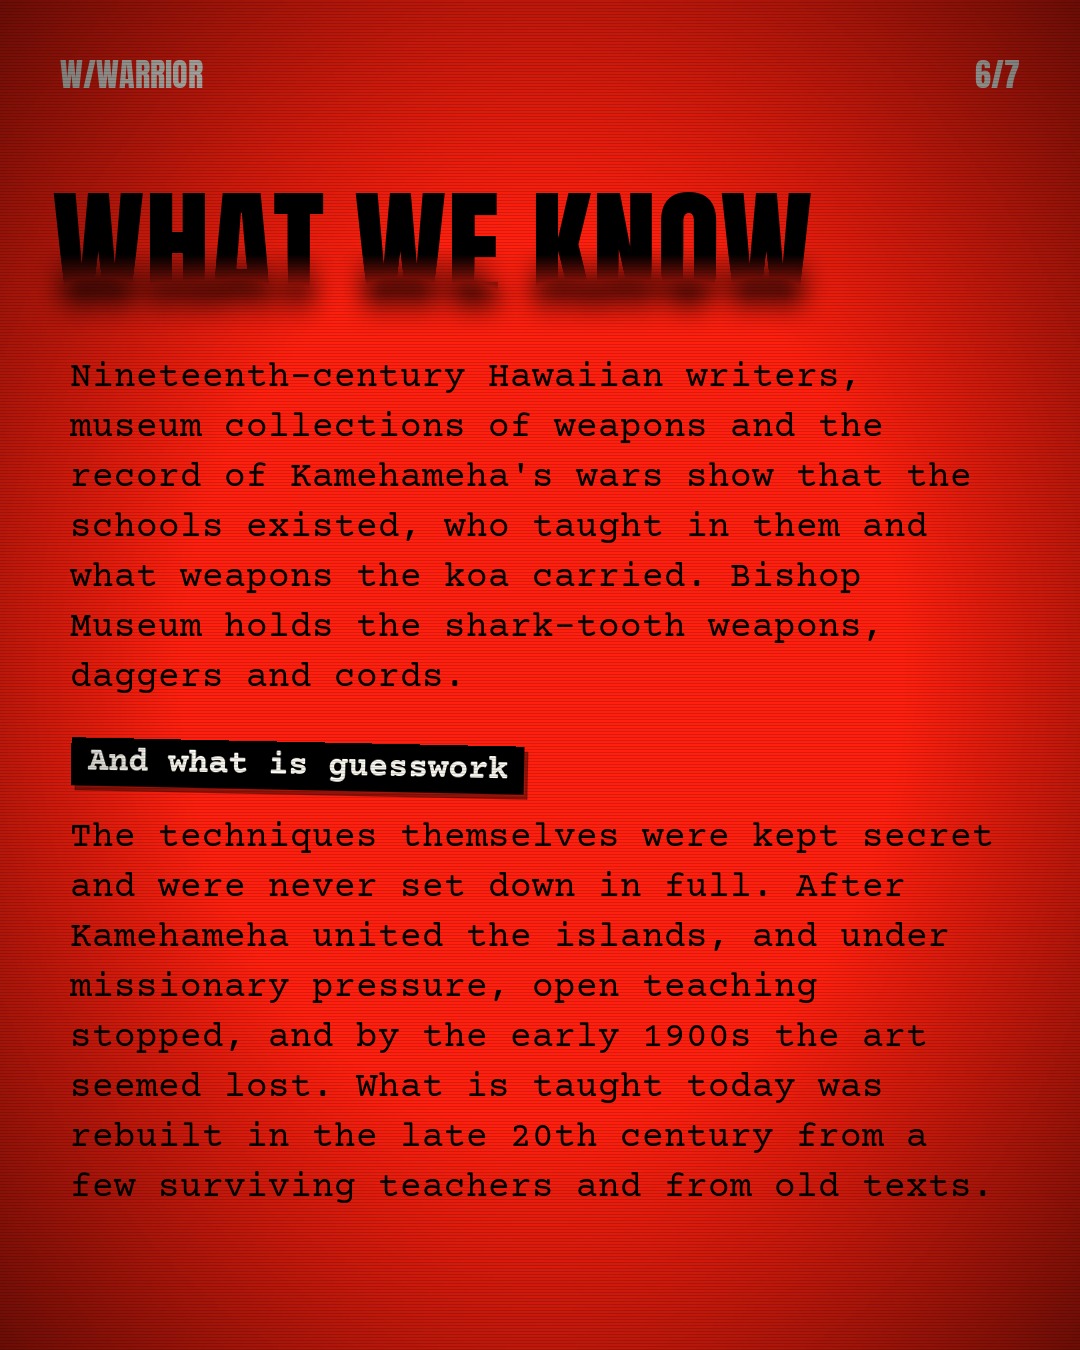 W/WARRIOR
6/7
WHAT WE KNOW
Nineteenth-century Hawaiian writers,
museum collections of weapons and the
record of Kamehameha's wars show that the
schools existed, who taught in them and
what weapons the koa carried. Bishop
Museum holds the shark-tooth weapons,
daggers and cords.
And what is guesswork
The techniques themselves were kept secret
and were never set down in full. After
Kamehameha united the islands, and under
missionary pressure, open teaching
stopped, and by the early 1900s the art
seemed lost. What is taught today was
rebuilt in the late 20th century from a
few surviving teachers and from old texts.